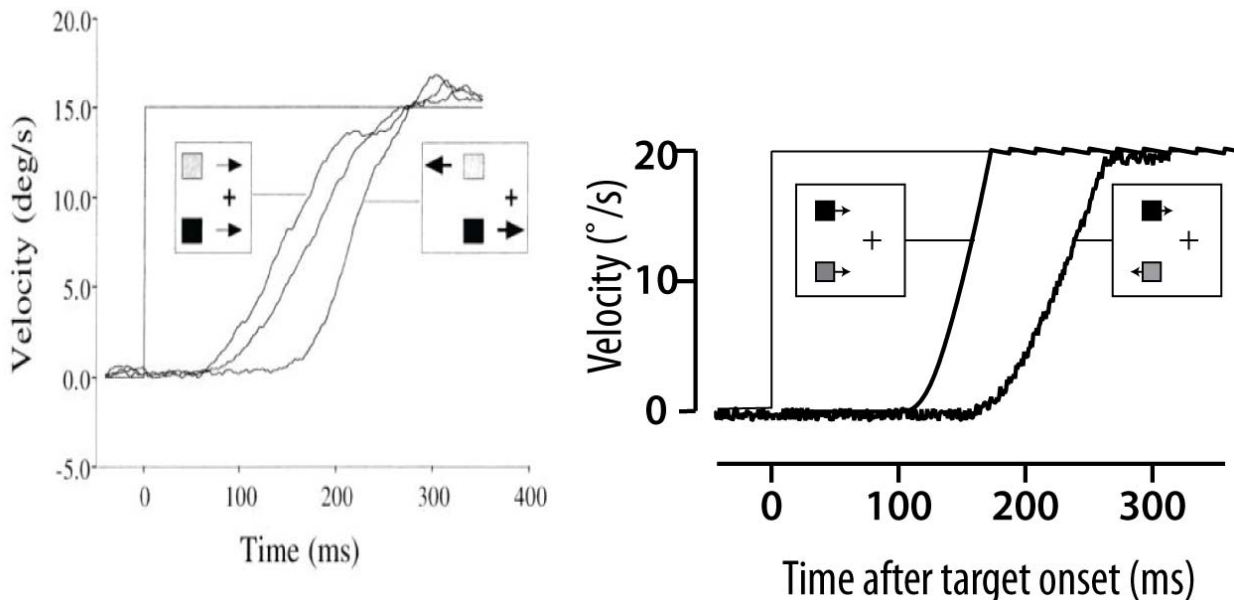 20.0
15.0
10.0
5.0
0.0
-5.0
Velocity (deg/s)
0 100 200 300 400
Time (ms)
20
10
0
Velocity (°/s)
0 100 200 300
Time after target onset (ms)